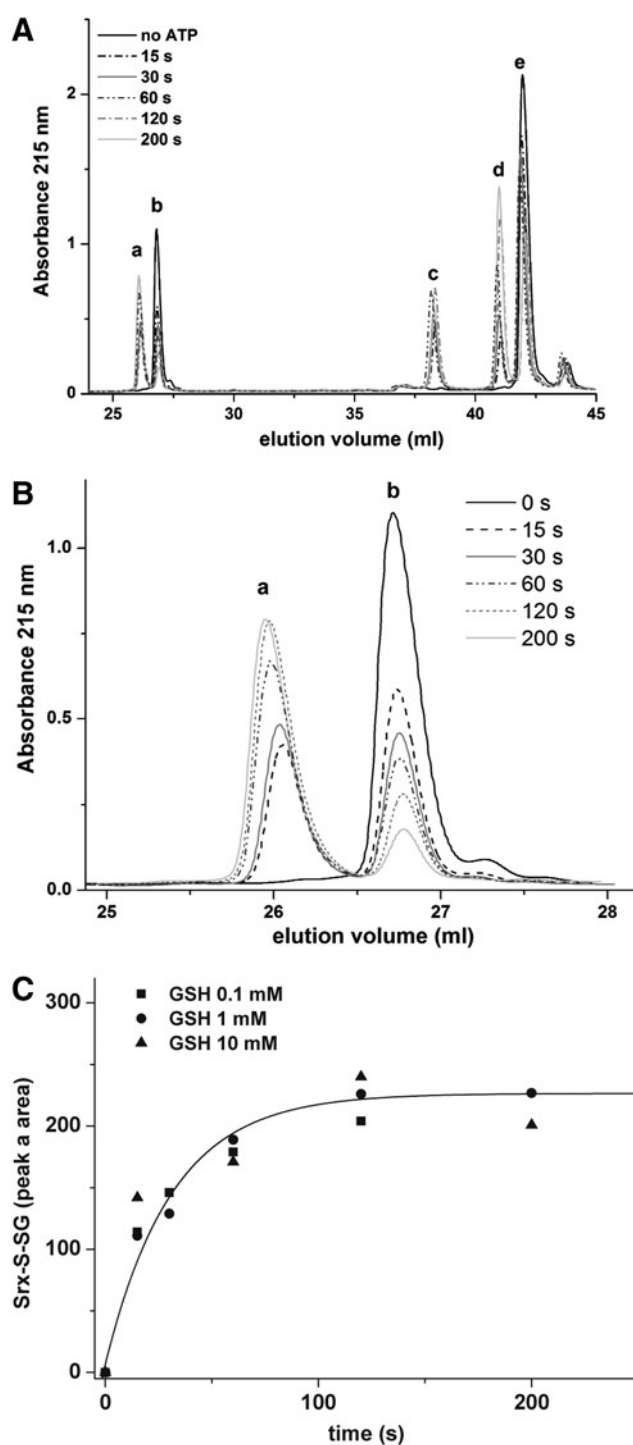 A
no ATP
15 s
30 s
60 s
120 s
200 s
a
b
c
d
e
2
1
0
25
30
35
40
45
Absorbance 215 nm
elution volume (ml)
B
a
b
0 s
15 s
30 s
60 s
120 s
200 s
1.0
0.5
0.0
25
26
27
28
Absorbance 215 nm
elution volume (ml)
C
GSH 0.1 mM
GSH 1 mM
GSH 10 mM
300
200
100
0
0
100
200
Srx-S-SG (peak a area)
time (s)